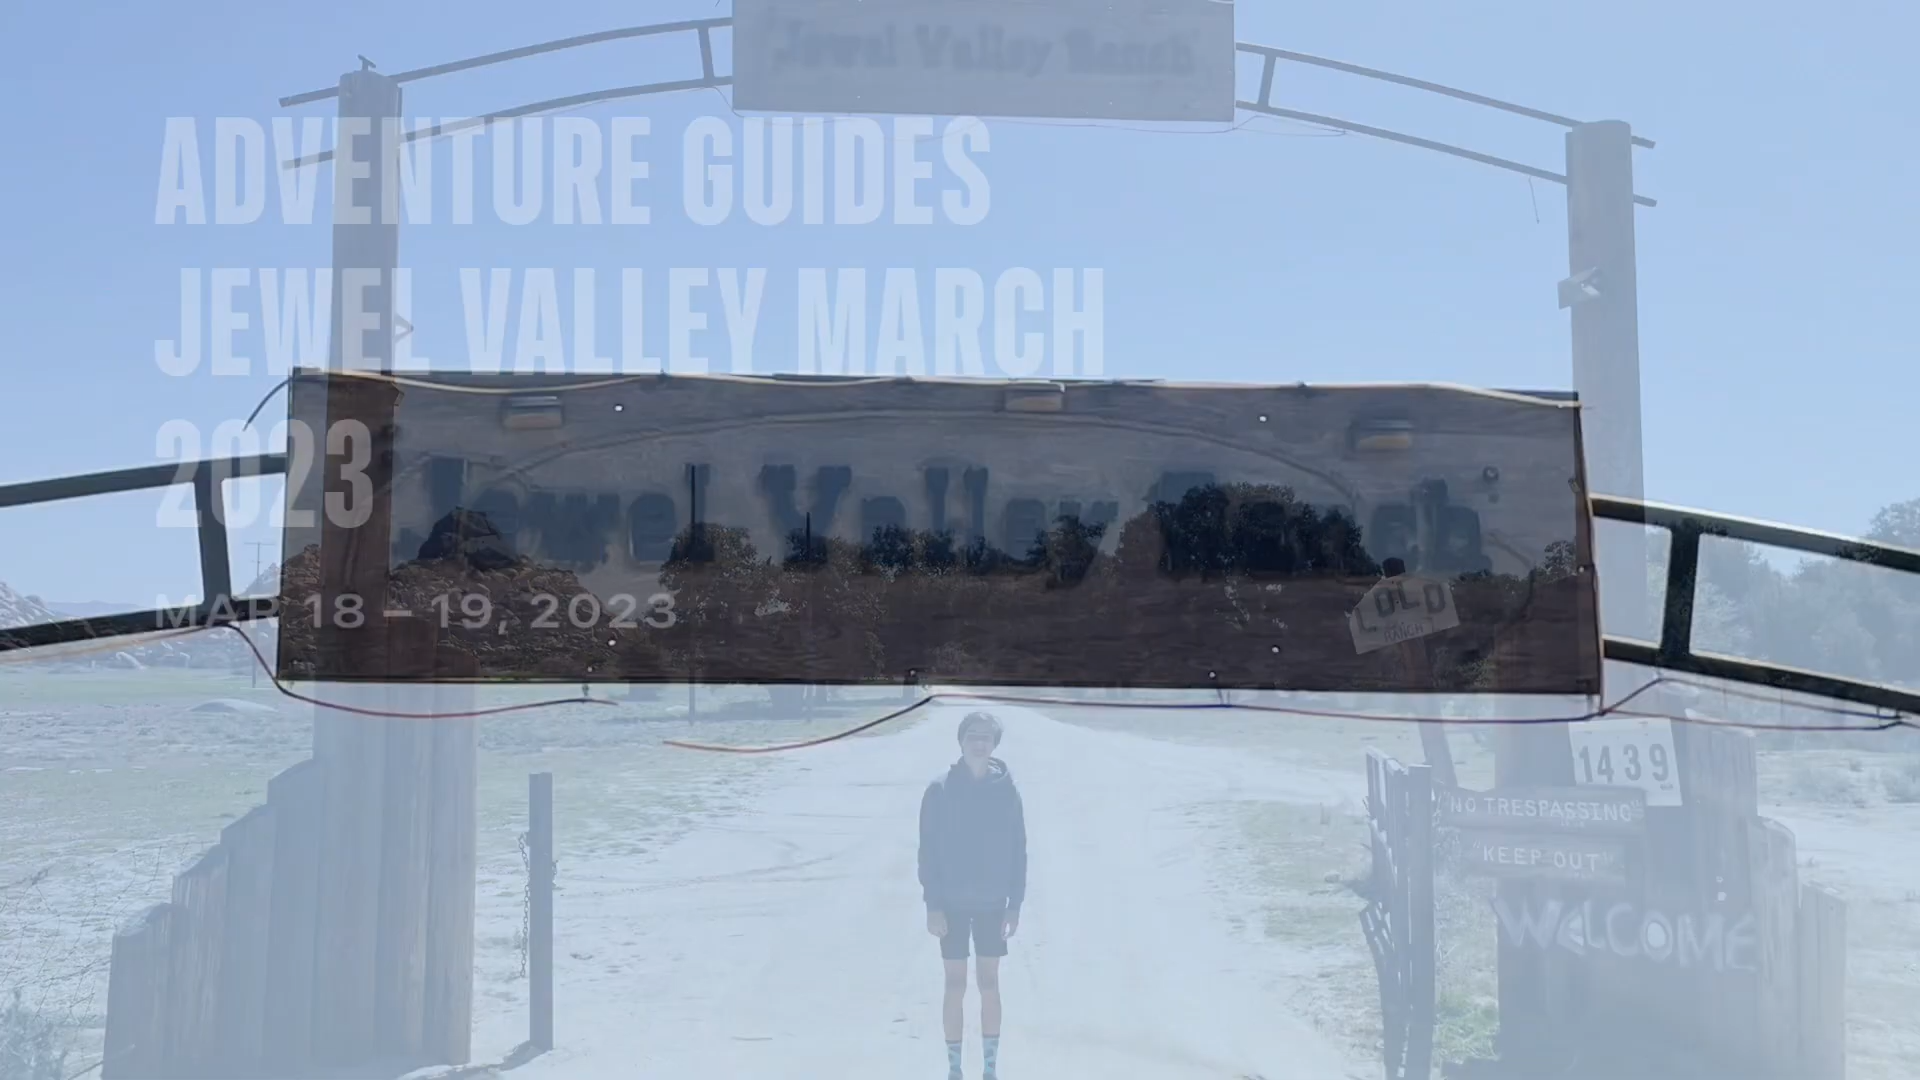 Jewel Valley Ranch
ADVENTURE GUIDES
JEWEL VALLEY MARCH
2023
Jewel Valley Ranch
MAR 18 – 19, 2023
LOLD
RANCH
1439
"NO TRESPASSING"
"KEEP OUT"
WELCOME